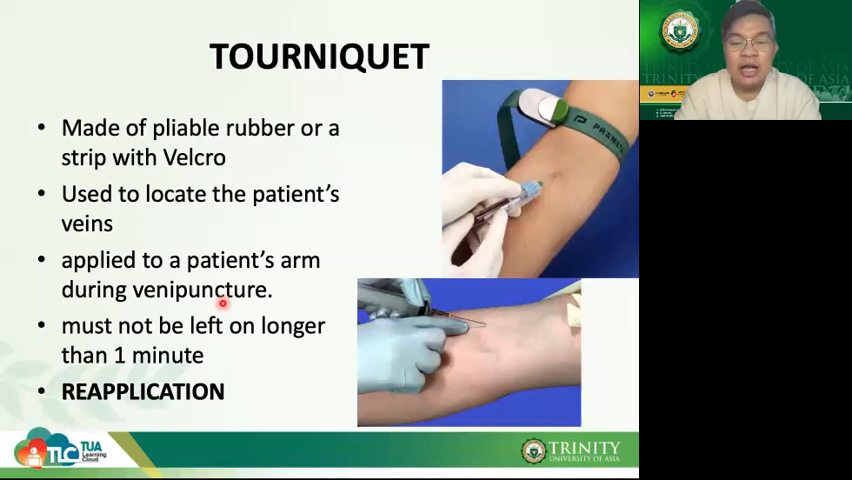 TOURNIQUET
• Made of pliable rubber or a
strip with Velcro
• Used to locate the patient's
veins
• applied to a patient's arm
during venipuncture.
• must not be left on longer
than 1 minute
• REAPPLICATION
TLC
TUA
Learning
Cloud
TRINITY
UNIVERSITY OF ASIA